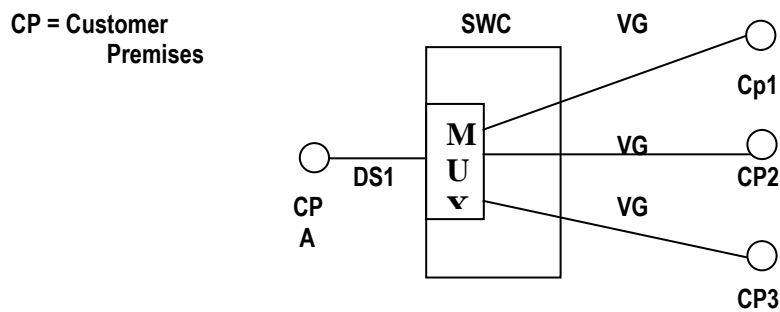 CP = Customer
Premises
SWC
VG
Cp1
M
U
X
VG
DS1
CP2
CP
A
VG
CP3